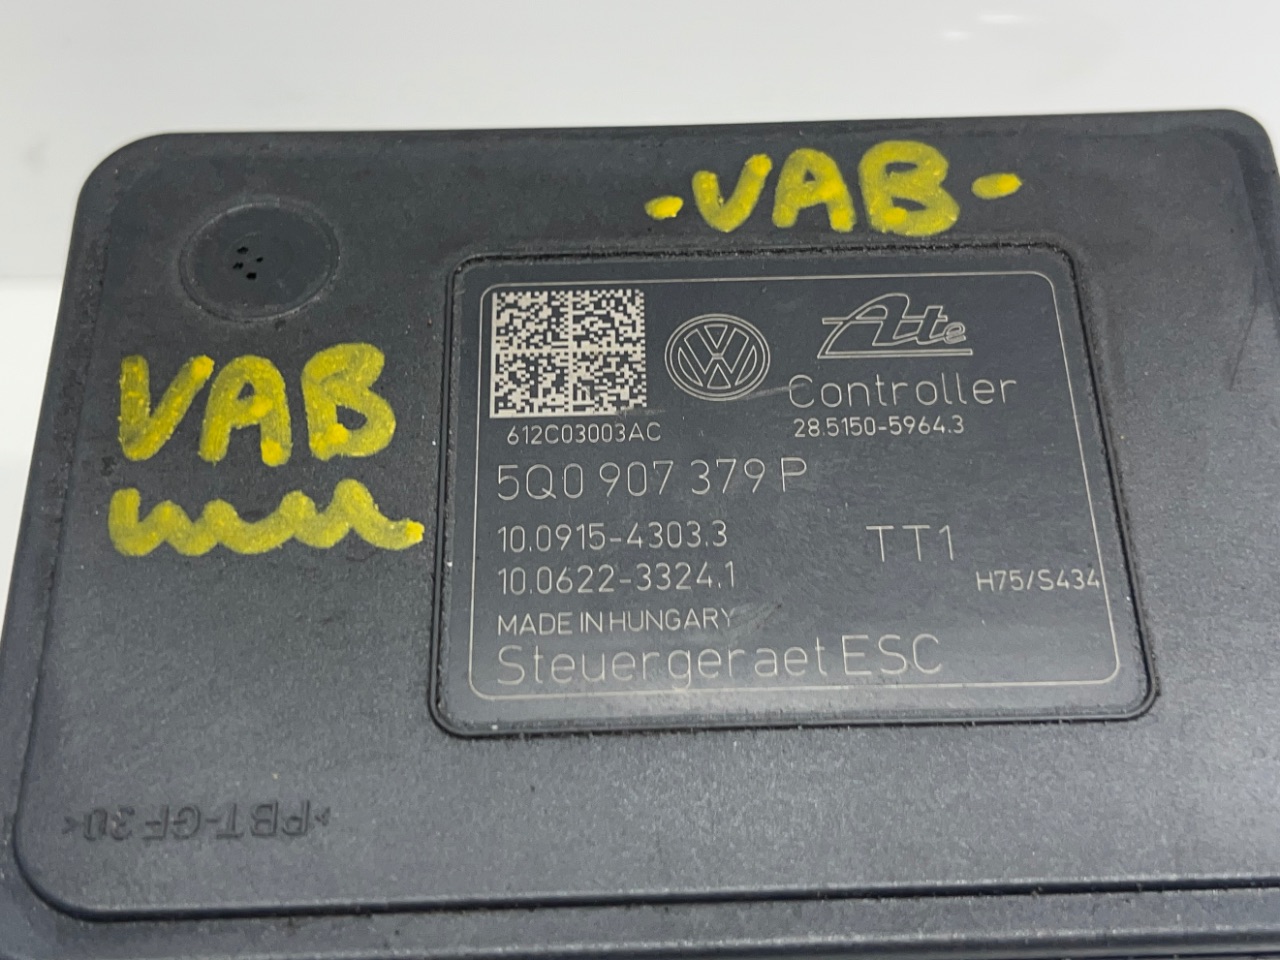 -VAB-
VAB
Ate
Controller
612C03003AC
28.5150-5964.3
5Q0 907 379 P
10.0915-4303.3
TT1
10.0622-3324.1
H75/S434
MADE IN HUNGARY
Steuergeraet ESC
>PBT-GF30<